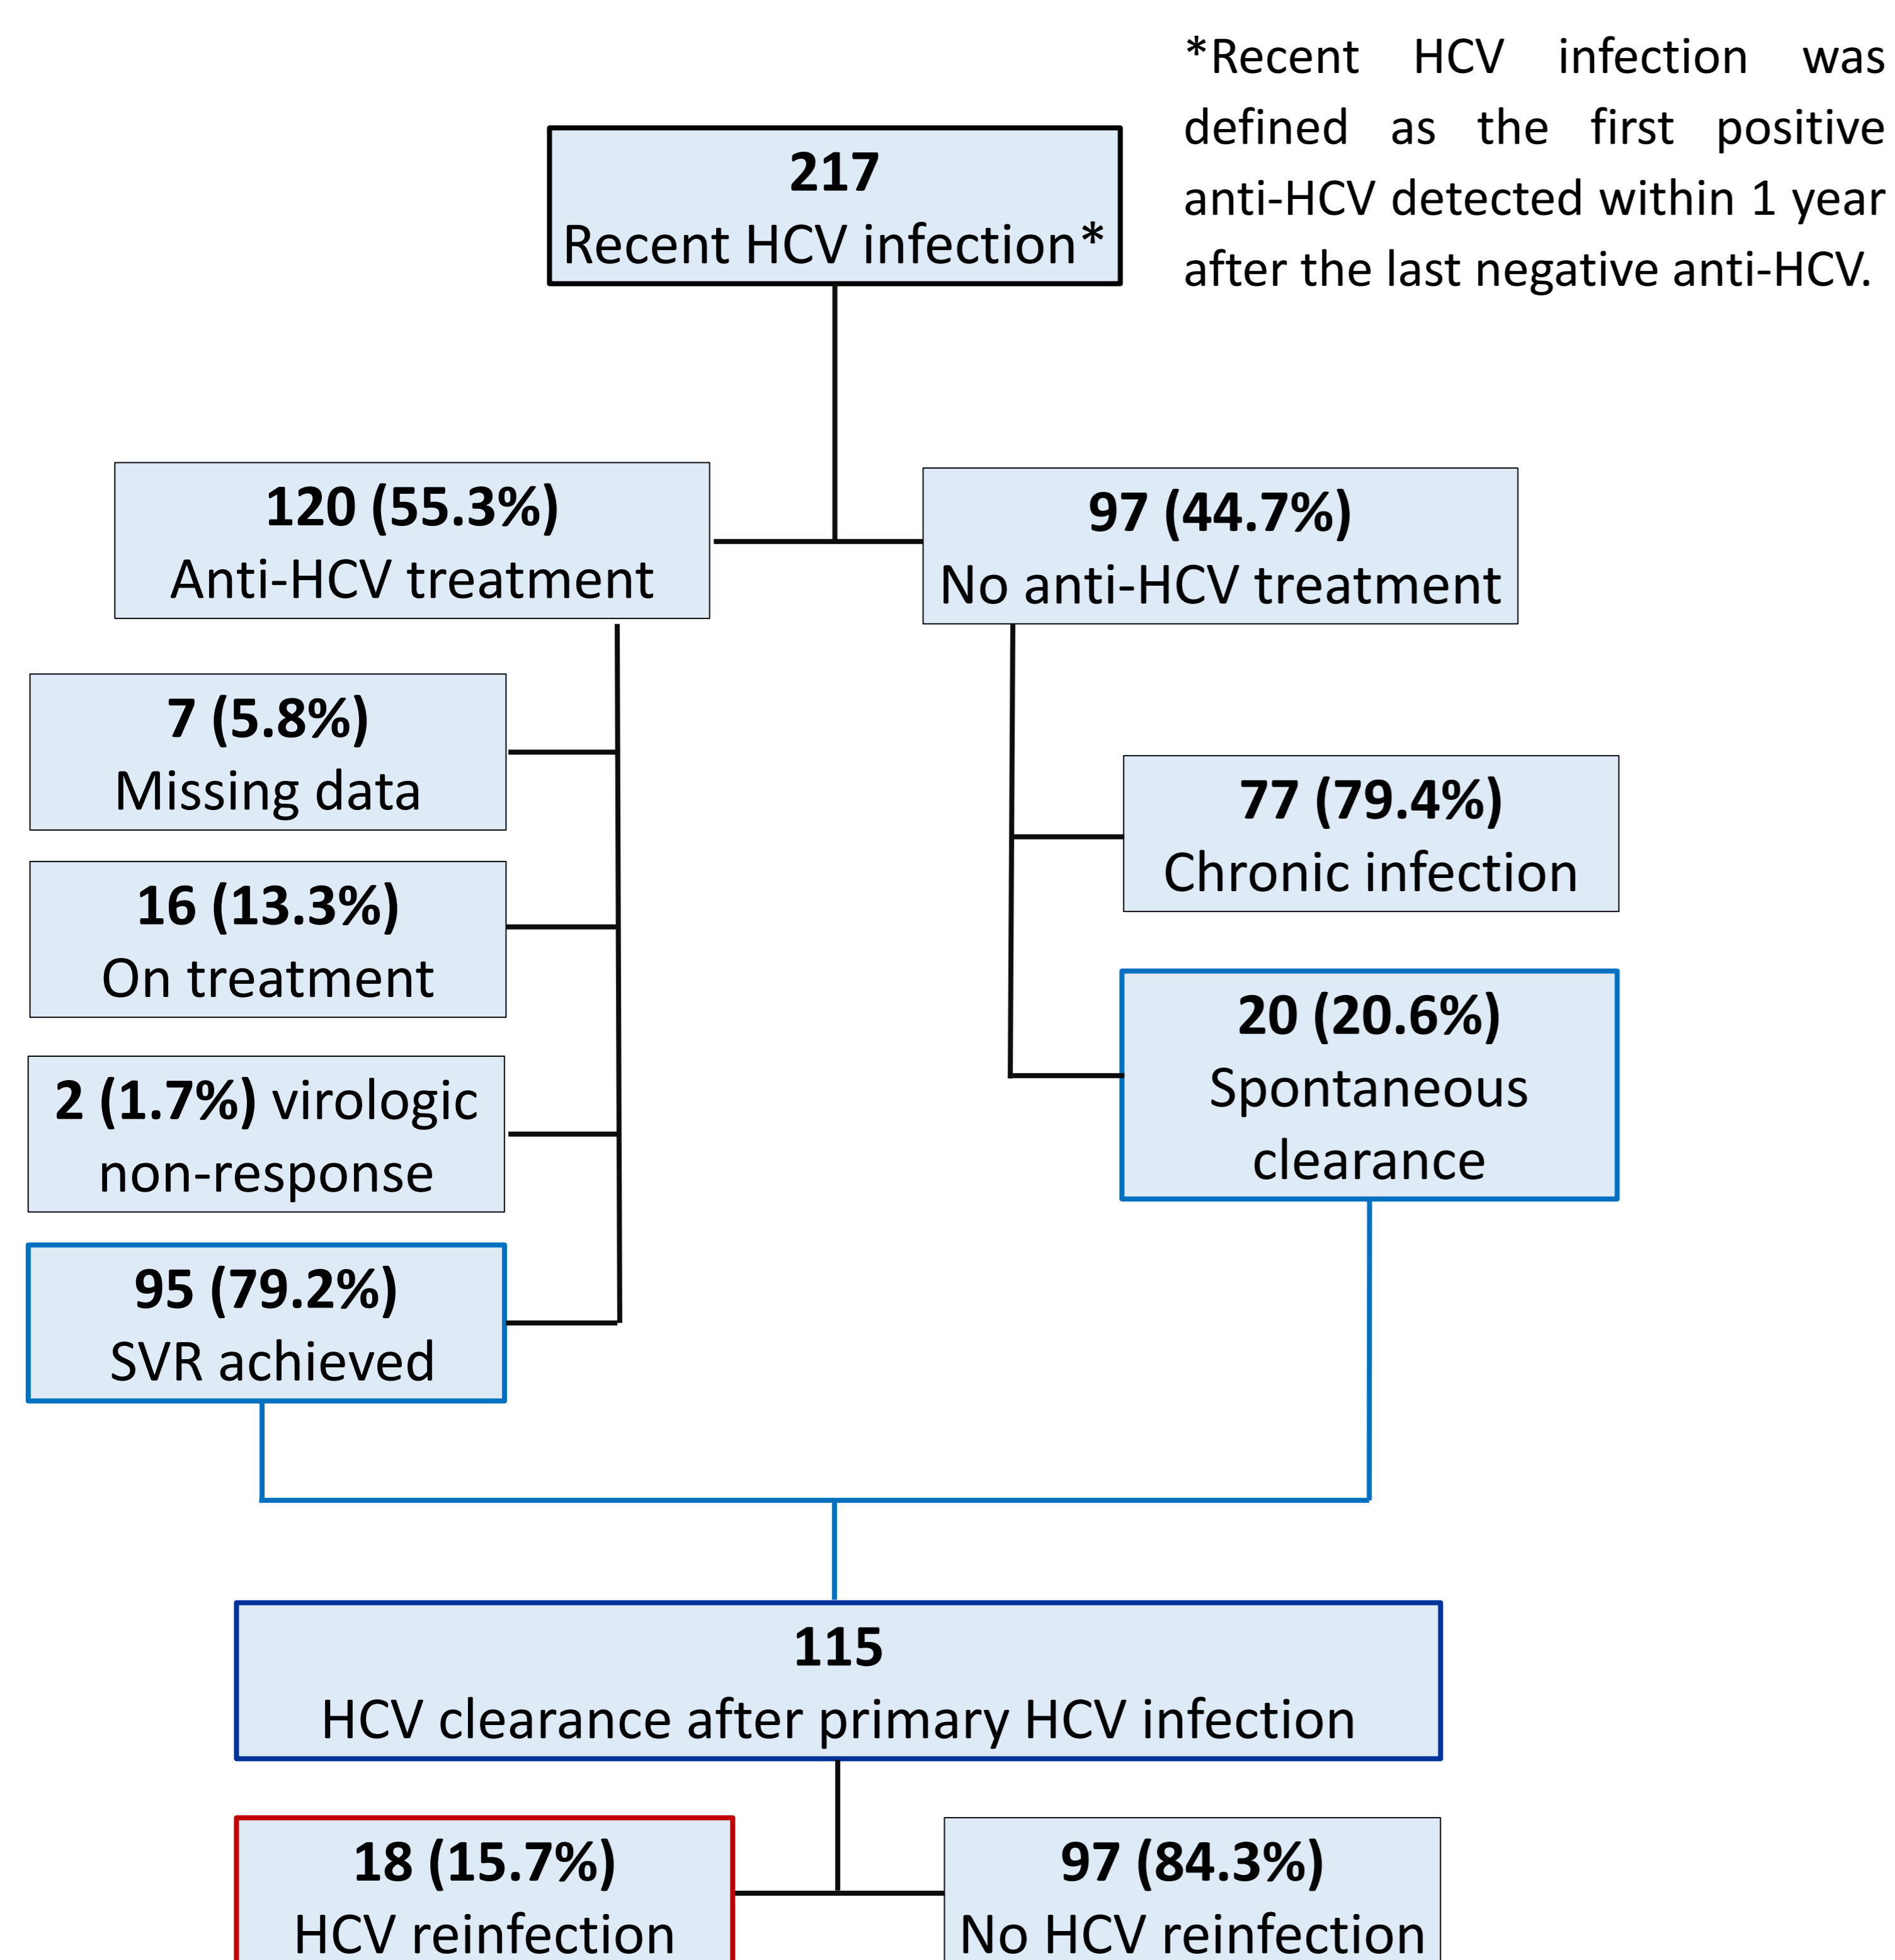 *Recent HCV infection was
defined as the first positive
anti-HCV detected within 1 year
after the last negative anti-HCV.
217
Recent HCV infection*
120 (55.3%)
Anti-HCV treatment
97 (44.7%)
No anti-HCV treatment
7 (5.8%)
Missing data
16 (13.3%)
On treatment
2 (1.7%) virologic
non-response
95 (79.2%)
SVR achieved
77 (79.4%)
Chronic infection
20 (20.6%)
Spontaneous
clearance
115
HCV clearance after primary HCV infection
18 (15.7%)
HCV reinfection
97 (84.3%)
No HCV reinfection